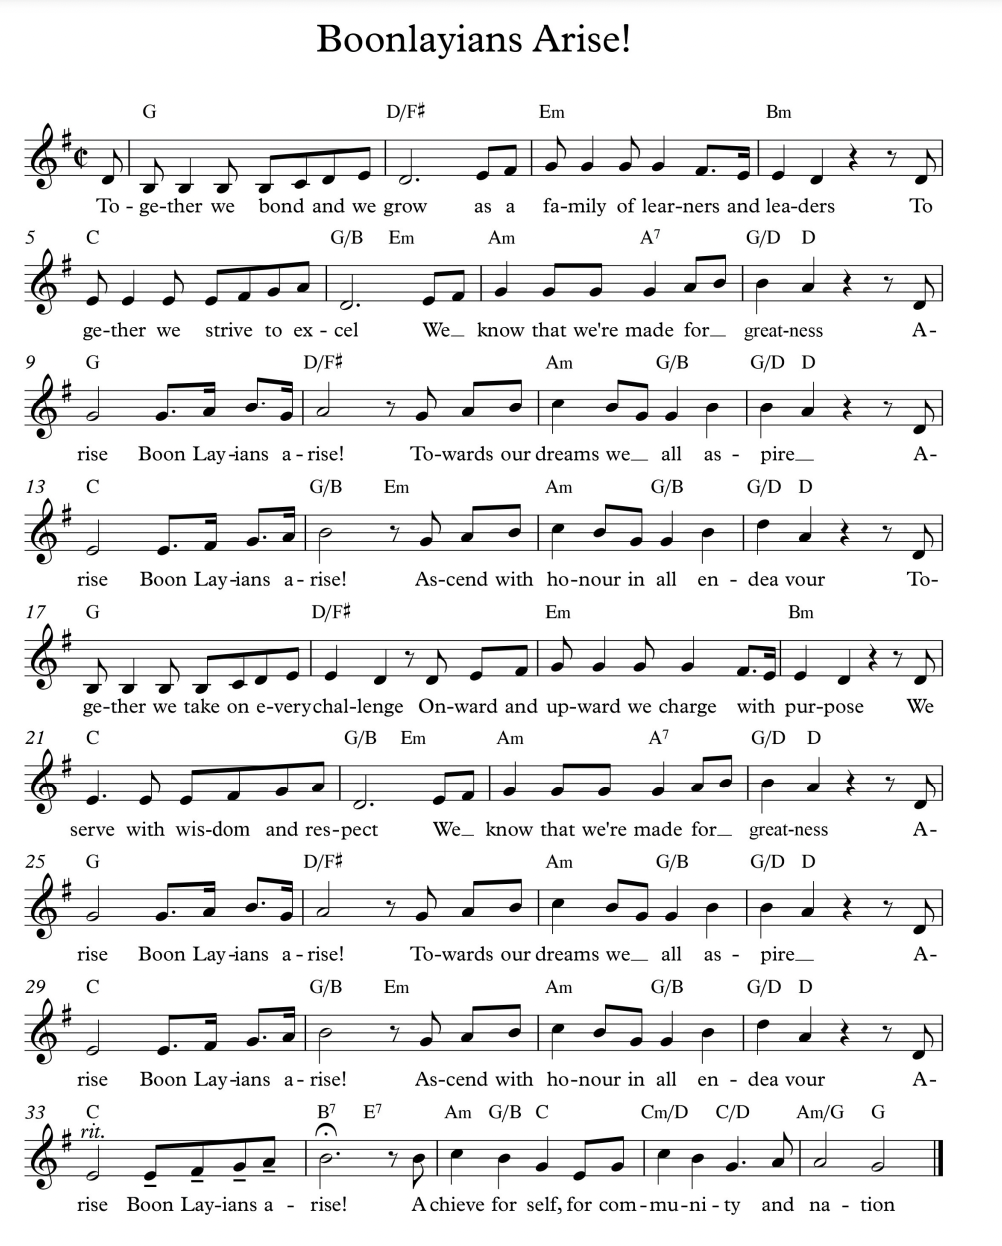 Boonlayians Arise!
G D/F♯ Em Bm
To - ge-ther we bond and we grow as a fa-mily of lear-ners and lea-ders To
5 C G/B Em Am A7 G/D D
ge-ther we strive to ex - cel We_ know that we're made for_ great-ness A-
9 G D/F♯ Am G/B G/D D
rise Boon Lay-ians a - rise! To-wards our dreams we_ all as - pire_ A-
13 C G/B Em Am G/B G/D D
rise Boon Lay-ians a - rise! As-cend with ho-nour in all en - dea vour To-
17 G D/F♯ Em Bm
ge-ther we take on e-very chal-lenge On-ward and up-ward we charge with pur-pose We
21 C G/B Em Am A7 G/D D
serve with wis-dom and res-pect We_ know that we're made for_ great-ness A-
25 G D/F♯ Am G/B G/D D
rise Boon Lay-ians a - rise! To-wards our dreams we_ all as - pire_ A-
29 C G/B Em Am G/B G/D D
rise Boon Lay-ians a - rise! As-cend with ho-nour in all en - dea vour A-
33 C B7 E7 Am G/B C Cm/D C/D Am/G G
rit.
rise Boon Lay-ians a - rise! A chieve for self, for com-mu-ni-ty and na - tion